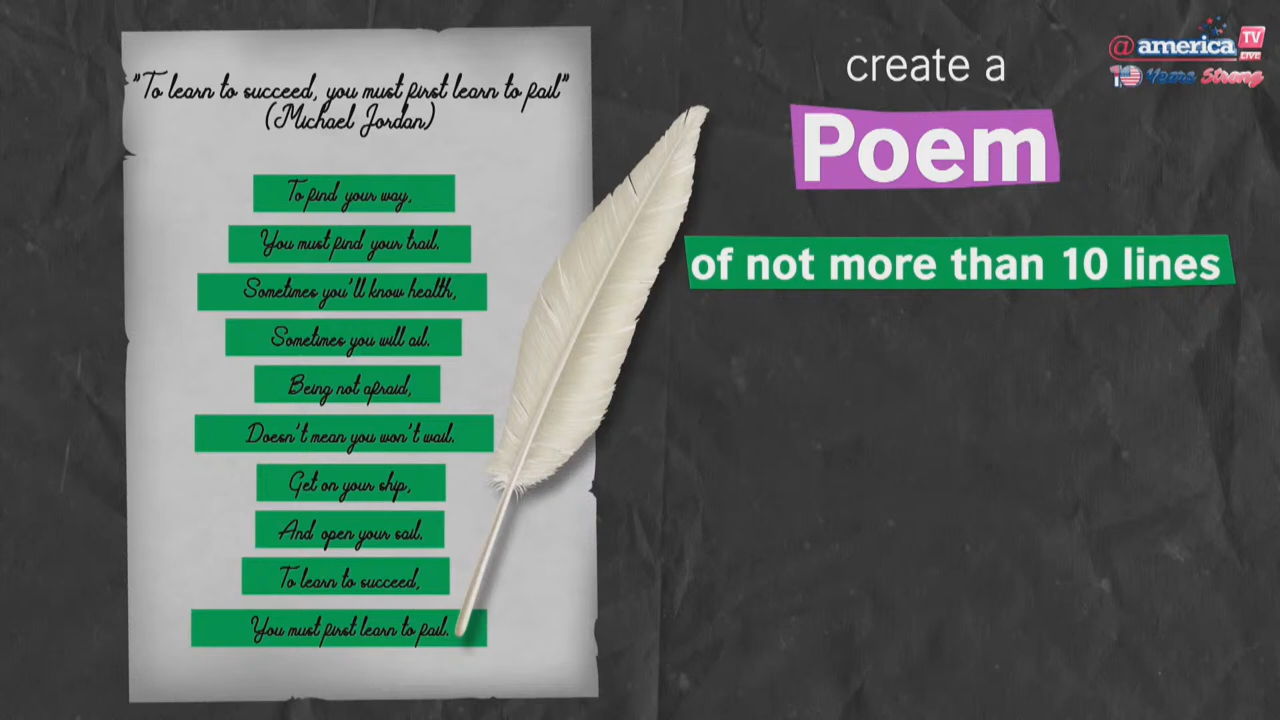 "To learn to succeed, you must first learn to fail"
(Michael Jordan)
To find your way,
You must find your trail.
Sometimes you'll know health,
Sometimes you will ail.
Being not afraid,
Doesn't mean you won't wail.
Get on your ship,
And open your sail.
To learn to succeed,
You must first learn to fail.
create a
Poem
of not more than 10 lines
@america TV LIVE
10 Years Strong